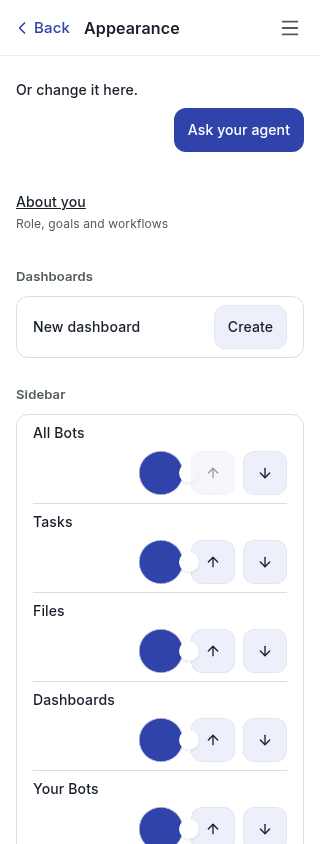 Back
Appearance
Or change it here.
Ask your agent
About you
Role, goals and workflows
Dashboards
New dashboard
Create
Sidebar
All Bots
Tasks
Files
Dashboards
Your Bots